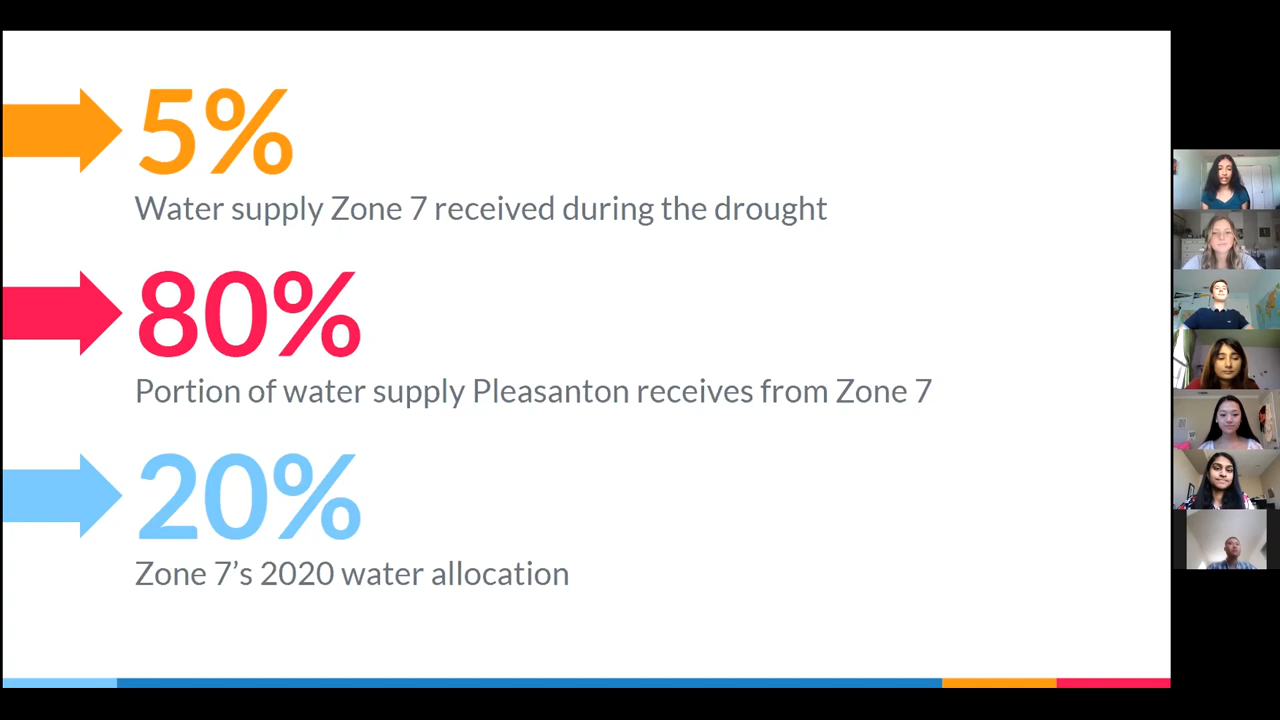 5%
Water supply Zone 7 received during the drought
80%
Portion of water supply Pleasanton receives from Zone 7
20%
Zone 7’s 2020 water allocation